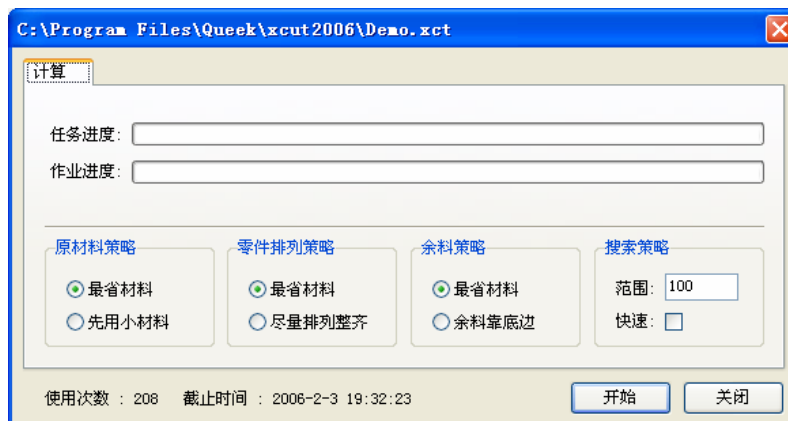 C:\Program Files\Queek\xcut2006\Demo.xct
计算
任务进度:
作业进度:
原材料策略 零件排列策略 余料策略 搜索策略
最省材料 最省材料 最省材料 范围: 100
先用小材料 尽量排列整齐 余料靠底边 快速:
使用次数 : 208 截止时间 : 2006-2-3 19:32:23 开始 关闭